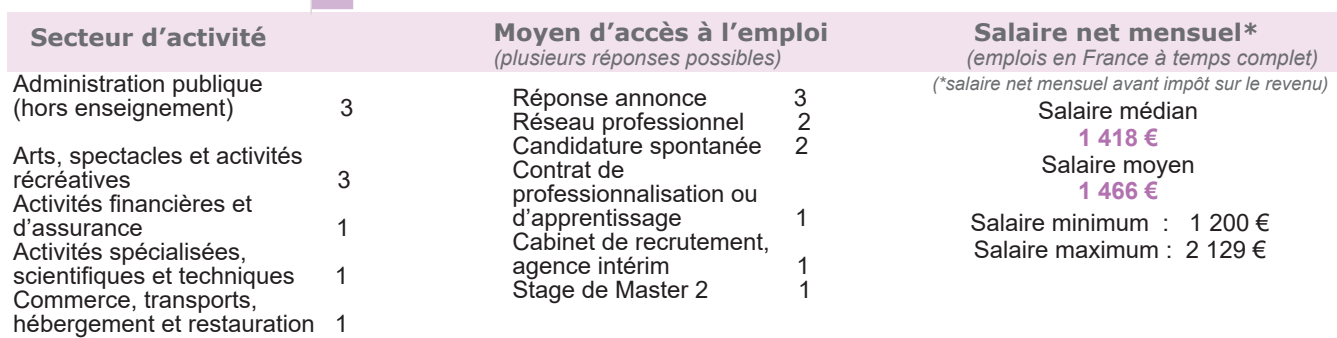 Secteur d’activité
Administration publique
(hors enseignement) 3
Arts, spectacles et activités
récréatives 3
Activités financières et
d’assurance 1
Activités spécialisées,
scientifiques et techniques 1
Commerce, transports,
hébergement et restauration 1
Moyen d’accès à l’emploi
(plusieurs réponses possibles)
Réponse annonce 3
Réseau professionnel 2
Candidature spontanée 2
Contrat de
professionnalisation ou
d’apprentissage 1
Cabinet de recrutement,
agence intérim 1
Stage de Master 2 1
Salaire net mensuel*
(emplois en France à temps complet)
(*salaire net mensuel avant impôt sur le revenu)
Salaire médian
1 418 €
Salaire moyen
1 466 €
Salaire minimum : 1 200 €
Salaire maximum : 2 129 €